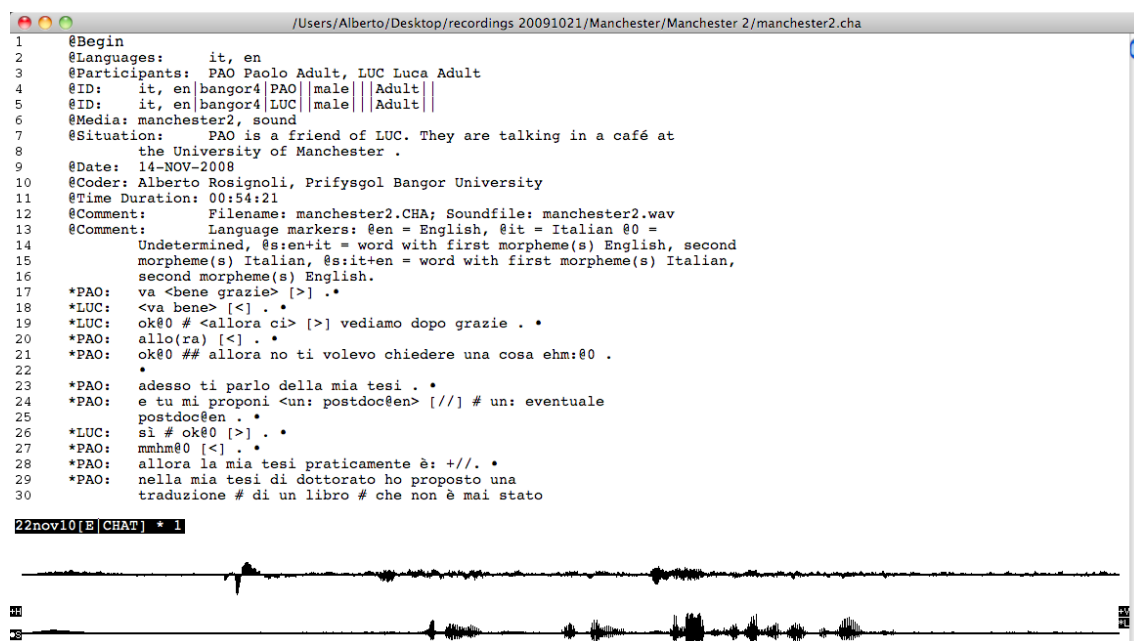 /Users/Alberto/Desktop/recordings 20091021/Manchester/Manchester 2/manchester2.cha
1 @Begin
2 @Languages: it, en
3 @Participants: PAO Paolo Adult, LUC Luca Adult
4 @ID: it, en|bangor4|PAO||male|||Adult||
5 @ID: it, en|bangor4|LUC||male|||Adult||
6 @Media: manchester2, sound
7 @Situation: PAO is a friend of LUC. They are talking in a café at
8 the University of Manchester .
9 @Date: 14-NOV-2008
10 @Coder: Alberto Rosignoli, Prifysgol Bangor University
11 @Time Duration: 00:54:21
12 @Comment: Filename: manchester2.CHA; Soundfile: manchester2.wav
13 @Comment: Language markers: @en = English, @it = Italian @0 =
14 Undetermined, @s:en+it = word with first morpheme(s) English, second
15 morpheme(s) Italian, @s:it+en = word with first morpheme(s) Italian,
16 second morpheme(s) English.
17 *PAO: va <bene grazie> [>] .•
18 *LUC: <va bene> [<] . •
19 *LUC: ok@0 # <allora ci> [>] vediamo dopo grazie . •
20 *PAO: allo(ra) [<] . •
21 *PAO: ok@0 ## allora no ti volevo chiedere una cosa ehm:@0 .
22 •
23 *PAO: adesso ti parlo della mia tesi . •
24 *PAO: e tu mi proponi <un: postdoc@en> [//] # un: eventuale
25 postdoc@en . •
26 *LUC: sì # ok@0 [>] . •
27 *PAO: mmhm@0 [<] . •
28 *PAO: allora la mia tesi praticamente è: +//. •
29 *PAO: nella mia tesi di dottorato ho proposto una
30 traduzione # di un libro # che non è mai stato
22nov10[E|CHAT] * 1
+H
+V
+S
+L